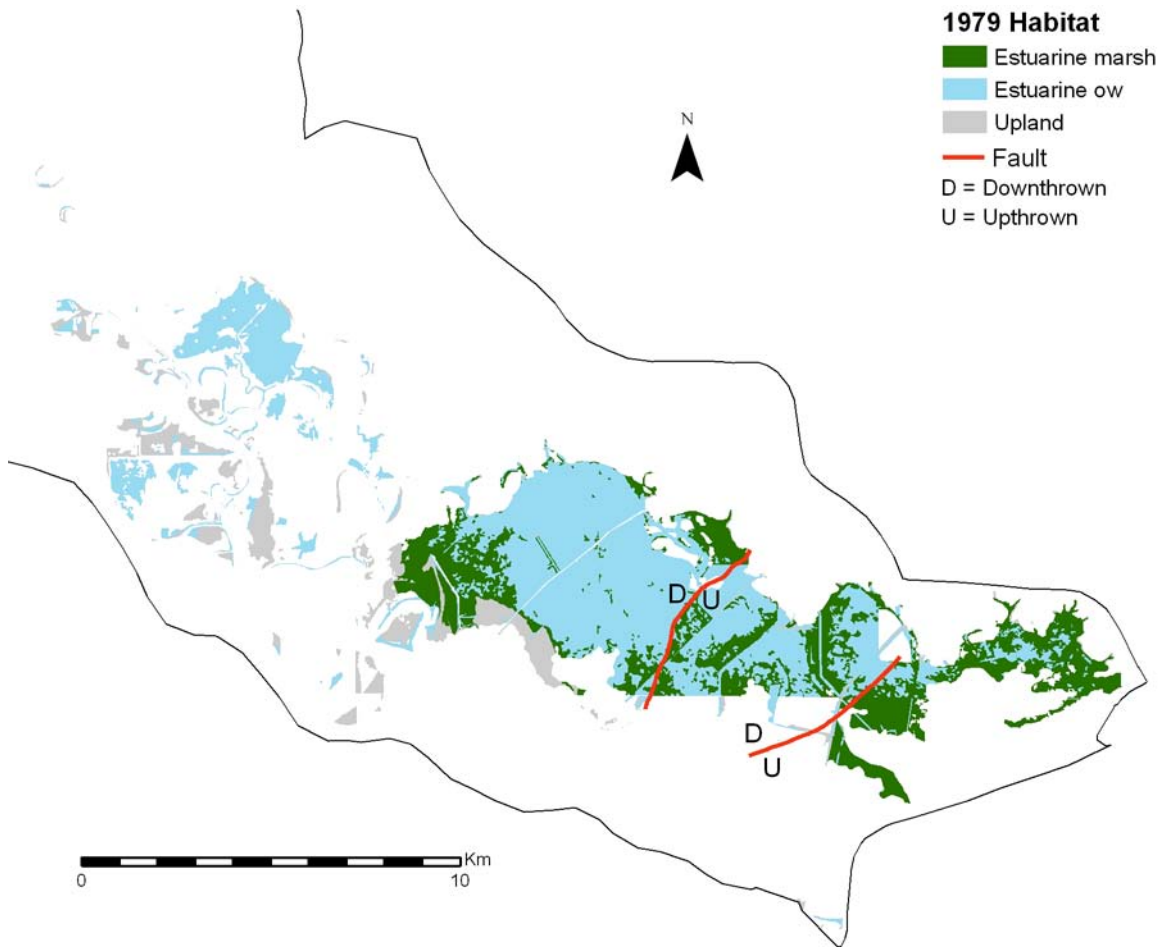 1979 Habitat
Estuarine marsh
Estuarine ow
Upland
Fault
D = Downthrown
U = Upthrown
N
D U
D
U
Km
0 10